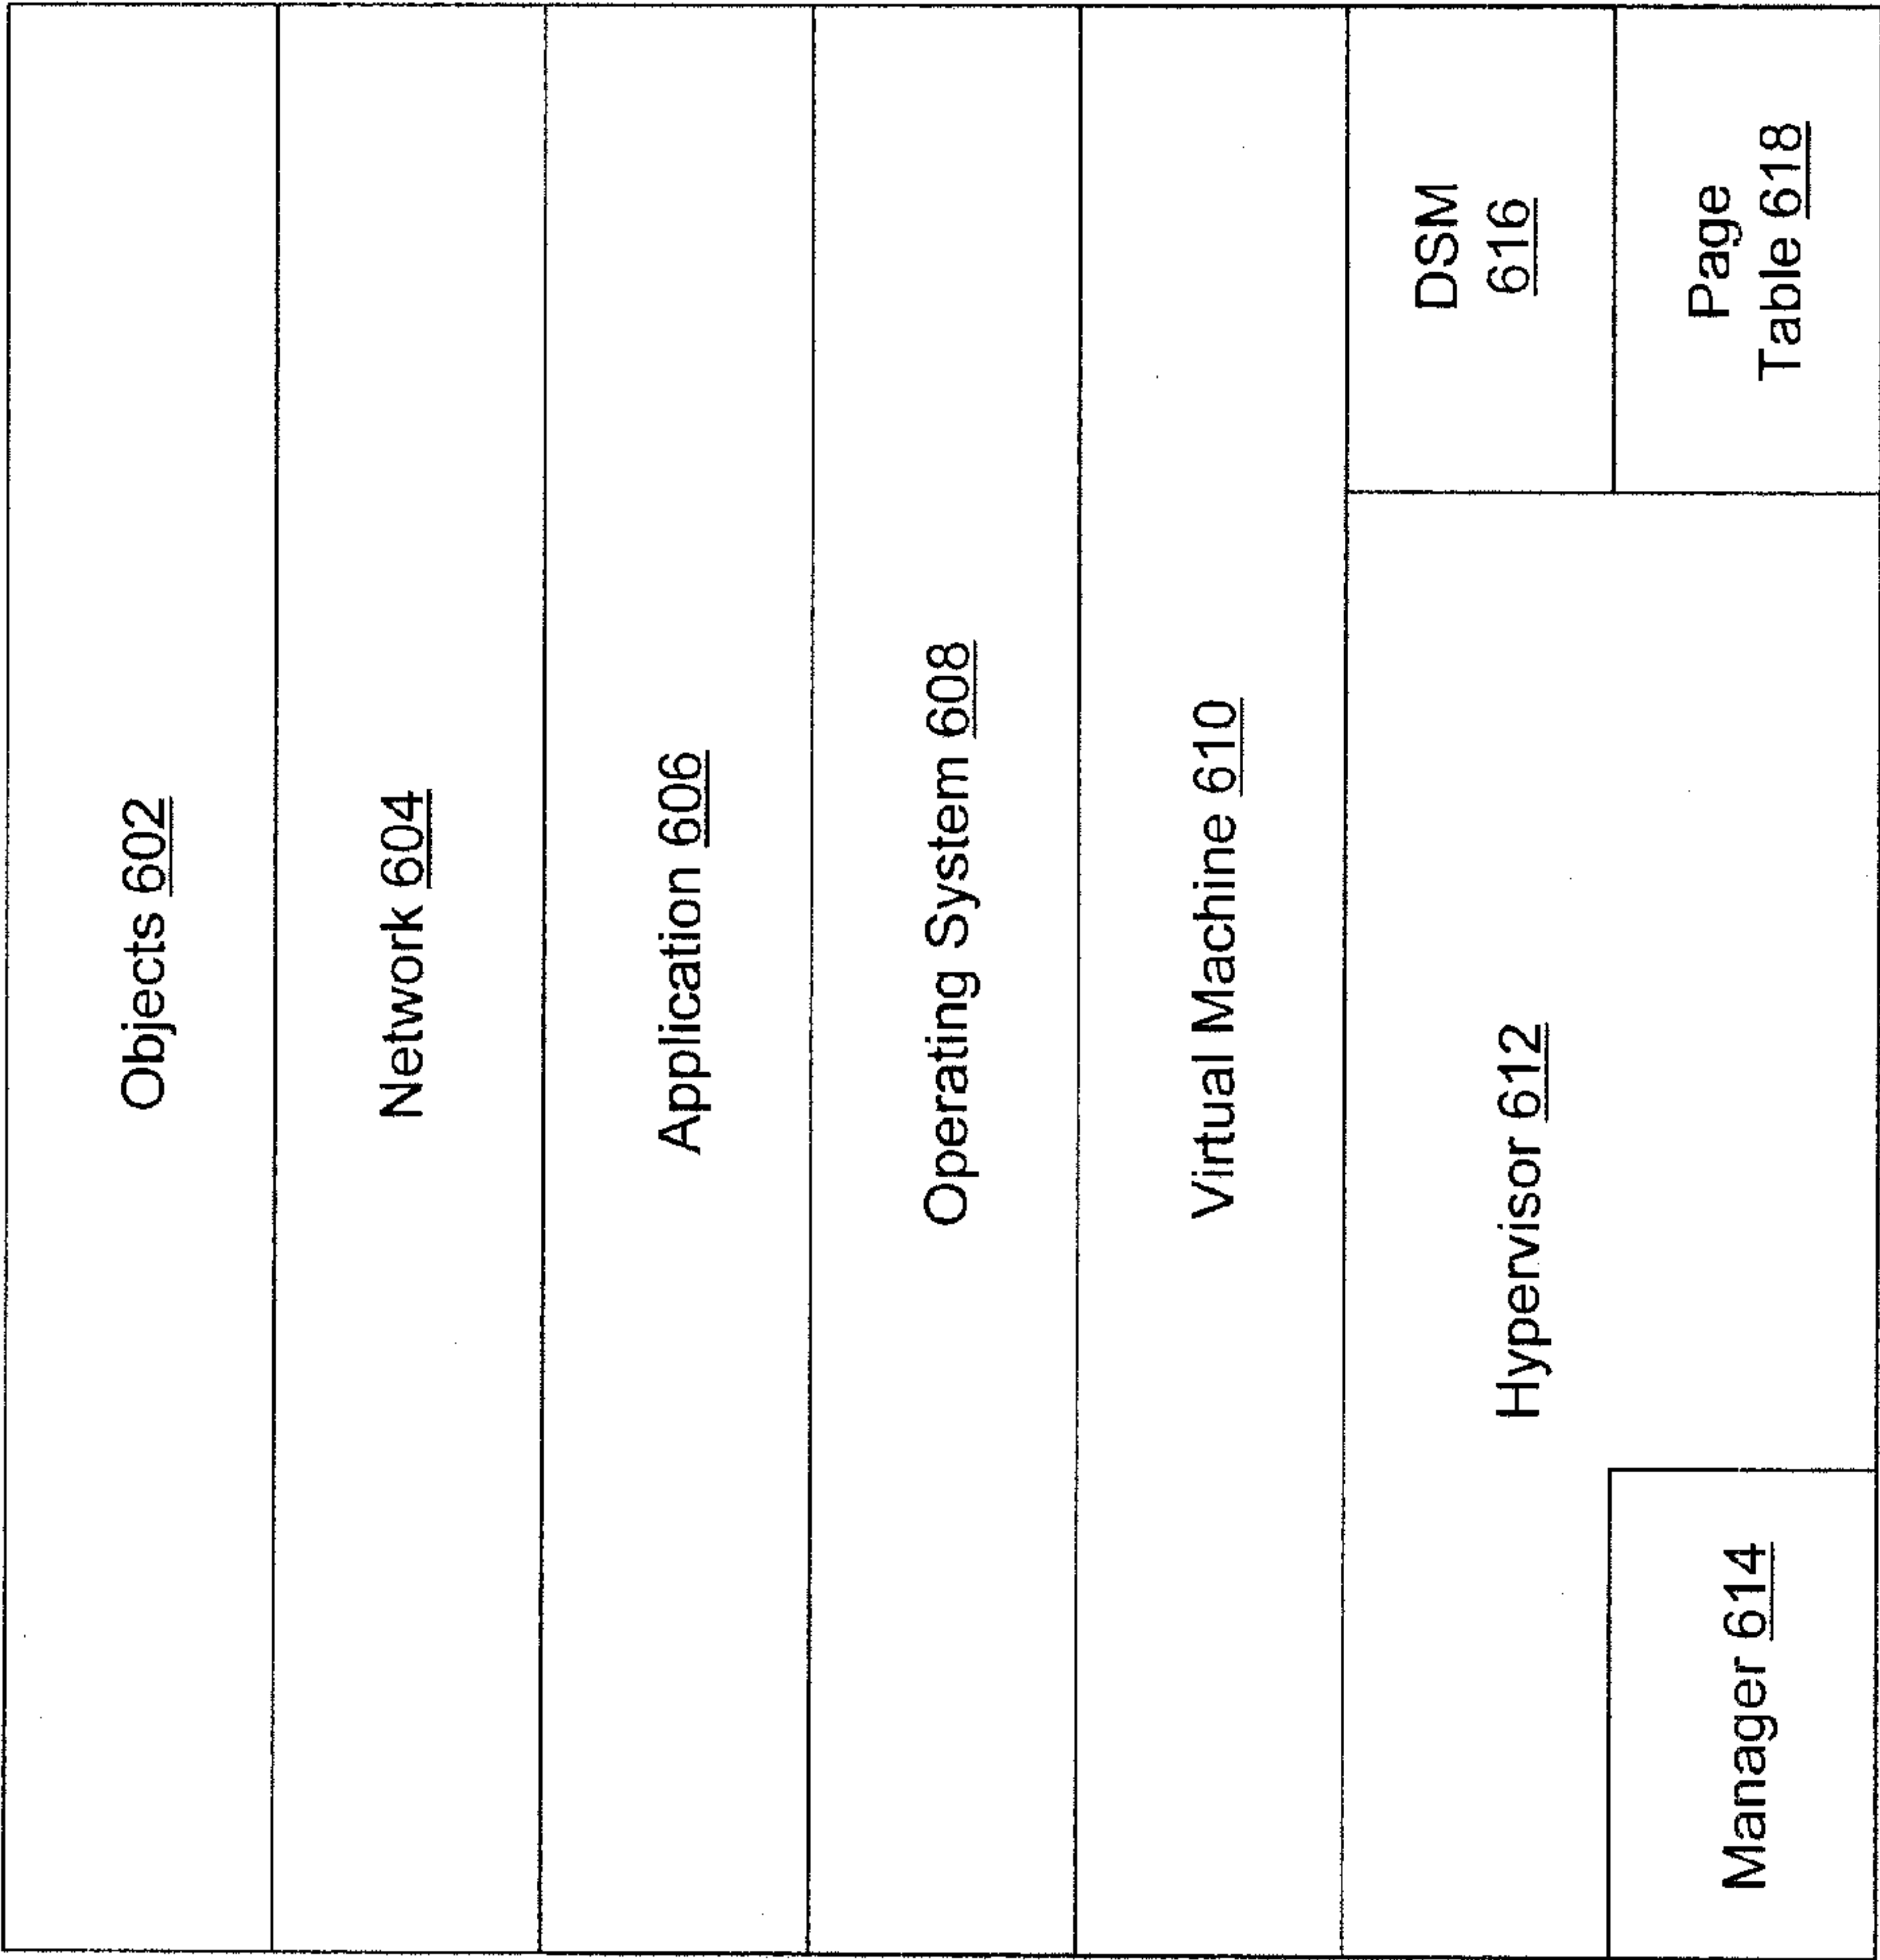 Objects 602
Network 604
Application 606
Operating System 608
Virtual Machine 610
Hypervisor 612
Manager 614
DSM
616
Page
Table 618